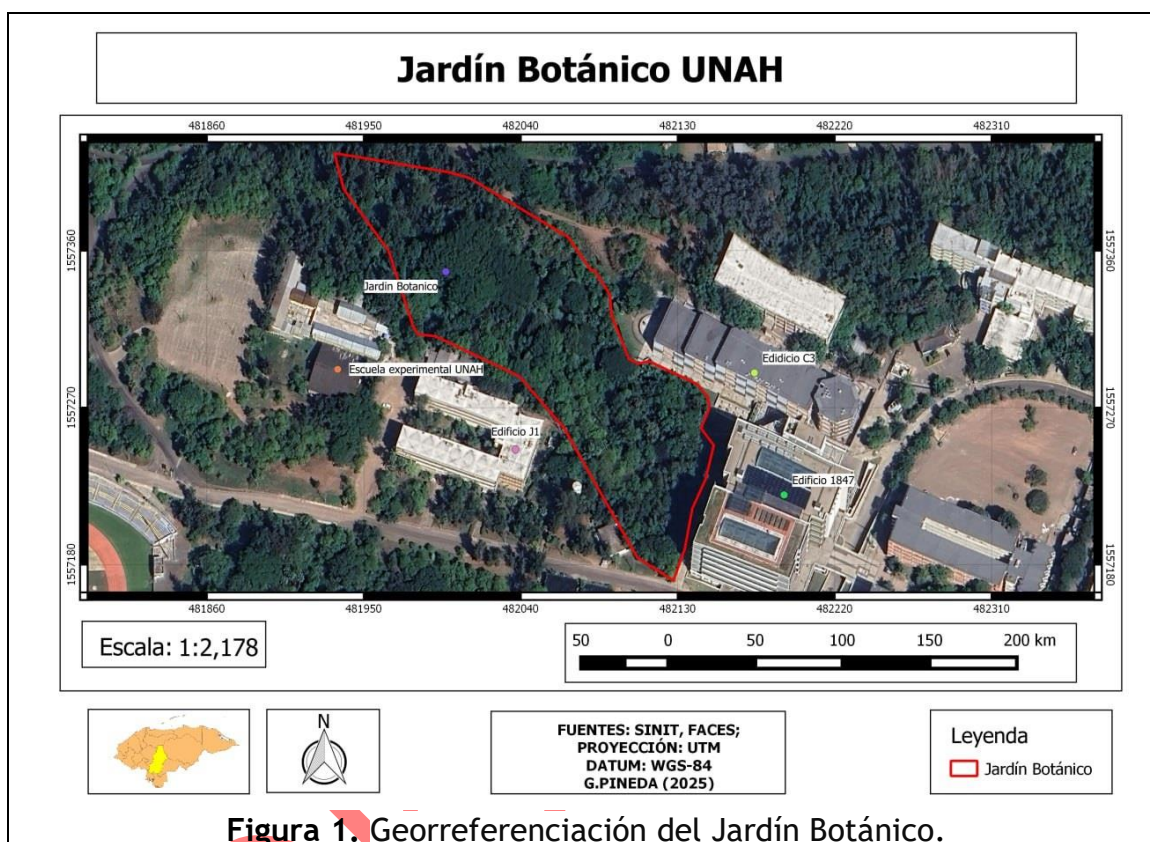 Jardín Botánico UNAH
481860 481950 482040 482130 482220 482310
1557360 1557360
Jardin Botanico
Escuela experimental UNAH
Edidicio C3
1557270 1557270
Edificio J1
Edificio 1847
1557180 1557180
481860 481950 482040 482130 482220 482310
Escala: 1:2,178
50 0 50 100 150 200 km
N
FUENTES: SINIT, FACES;
PROYECCIÓN: UTM
DATUM: WGS-84
G.PINEDA (2025)
Leyenda
Jardín Botánico
Figura 1. Georreferenciación del Jardín Botánico.